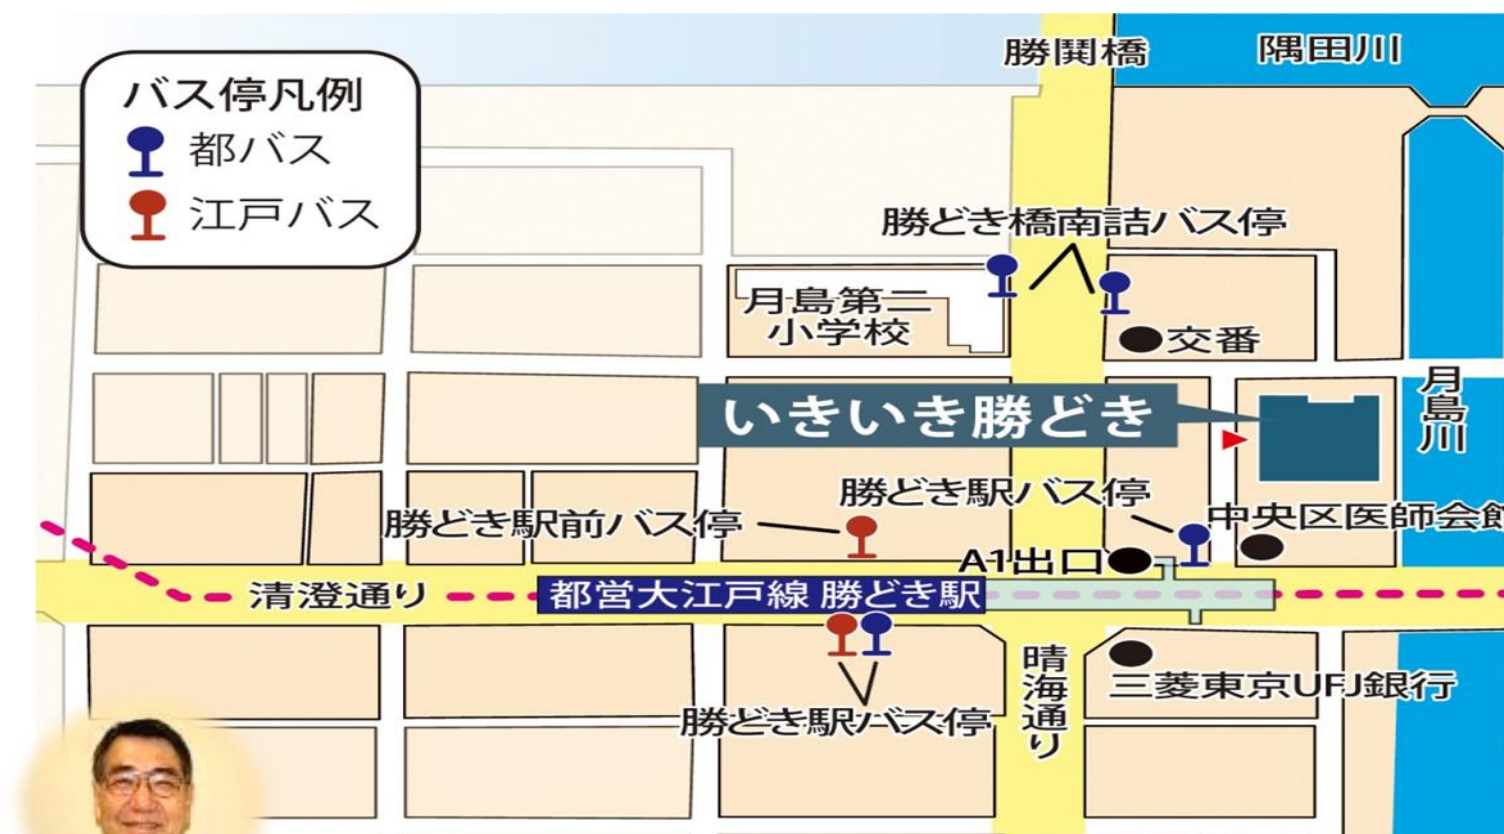 勝鬨橋
隅田川
バス停凡例
都バス
江戸バス
勝どき橋南詰バス停
月島第二
小学校
交番
いきいき勝どき
月島川
勝どき駅バス停
勝どき駅前バス停
中央区医師会館
A1出口
清澄通り
都営大江戸線 勝どき駅
晴海通り
三菱東京UFJ銀行
勝どき駅バス停